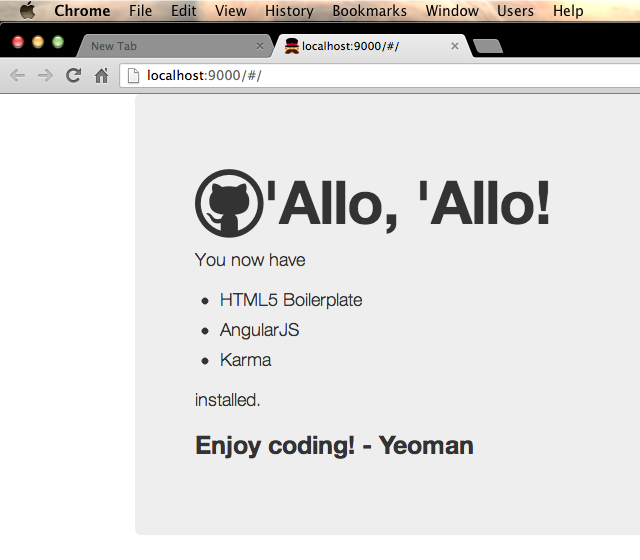 Chrome File Edit View History Bookmarks Window Users Help
New Tab localhost:9000/#/
localhost:9000/#/
'Allo, 'Allo!
You now have
HTML5 Boilerplate
AngularJS
Karma
installed.
Enjoy coding! - Yeoman